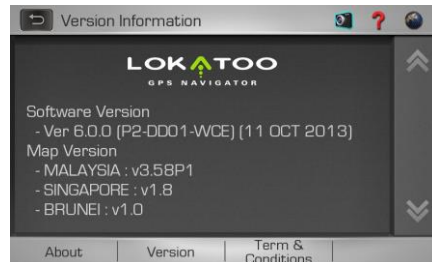 Version Information
?
LOKATOO
GPS NAVIGATOR
Software Version
- Ver 6.0.0 (P2-DD01-WCE) (11 OCT 2013)
Map Version
- MALAYSIA : v3.58P1
- SINGAPORE : v1.8
- BRUNEI : v1.0
About
Version
Term &
Conditions